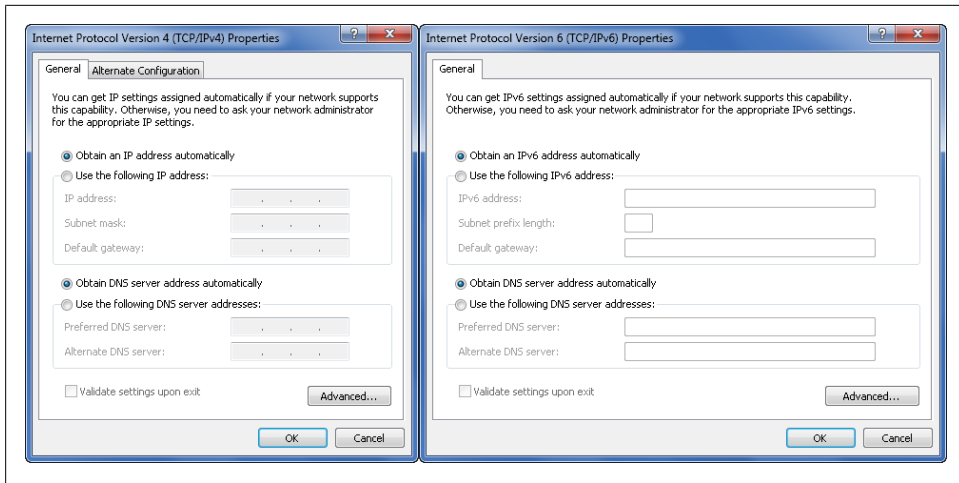 Internet Protocol Version 4 (TCP/IPv4) Properties
General
Alternate Configuration
You can get IP settings assigned automatically if your network supports
this capability. Otherwise, you need to ask your network administrator
for the appropriate IP settings.
Obtain an IP address automatically
Use the following IP address:
IP address:
Subnet mask:
Default gateway:
Obtain DNS server address automatically
Use the following DNS server addresses:
Preferred DNS server:
Alternate DNS server:
Validate settings upon exit
Advanced...
OK
Cancel
Internet Protocol Version 6 (TCP/IPv6) Properties
General
You can get IPv6 settings assigned automatically if your network supports this capability.
Otherwise, you need to ask your network administrator for the appropriate IPv6 settings.
Obtain an IPv6 address automatically
Use the following IPv6 address:
IPv6 address:
Subnet prefix length:
Default gateway:
Obtain DNS server address automatically
Use the following DNS server addresses:
Preferred DNS server:
Alternate DNS server:
Validate settings upon exit
Advanced...
OK
Cancel